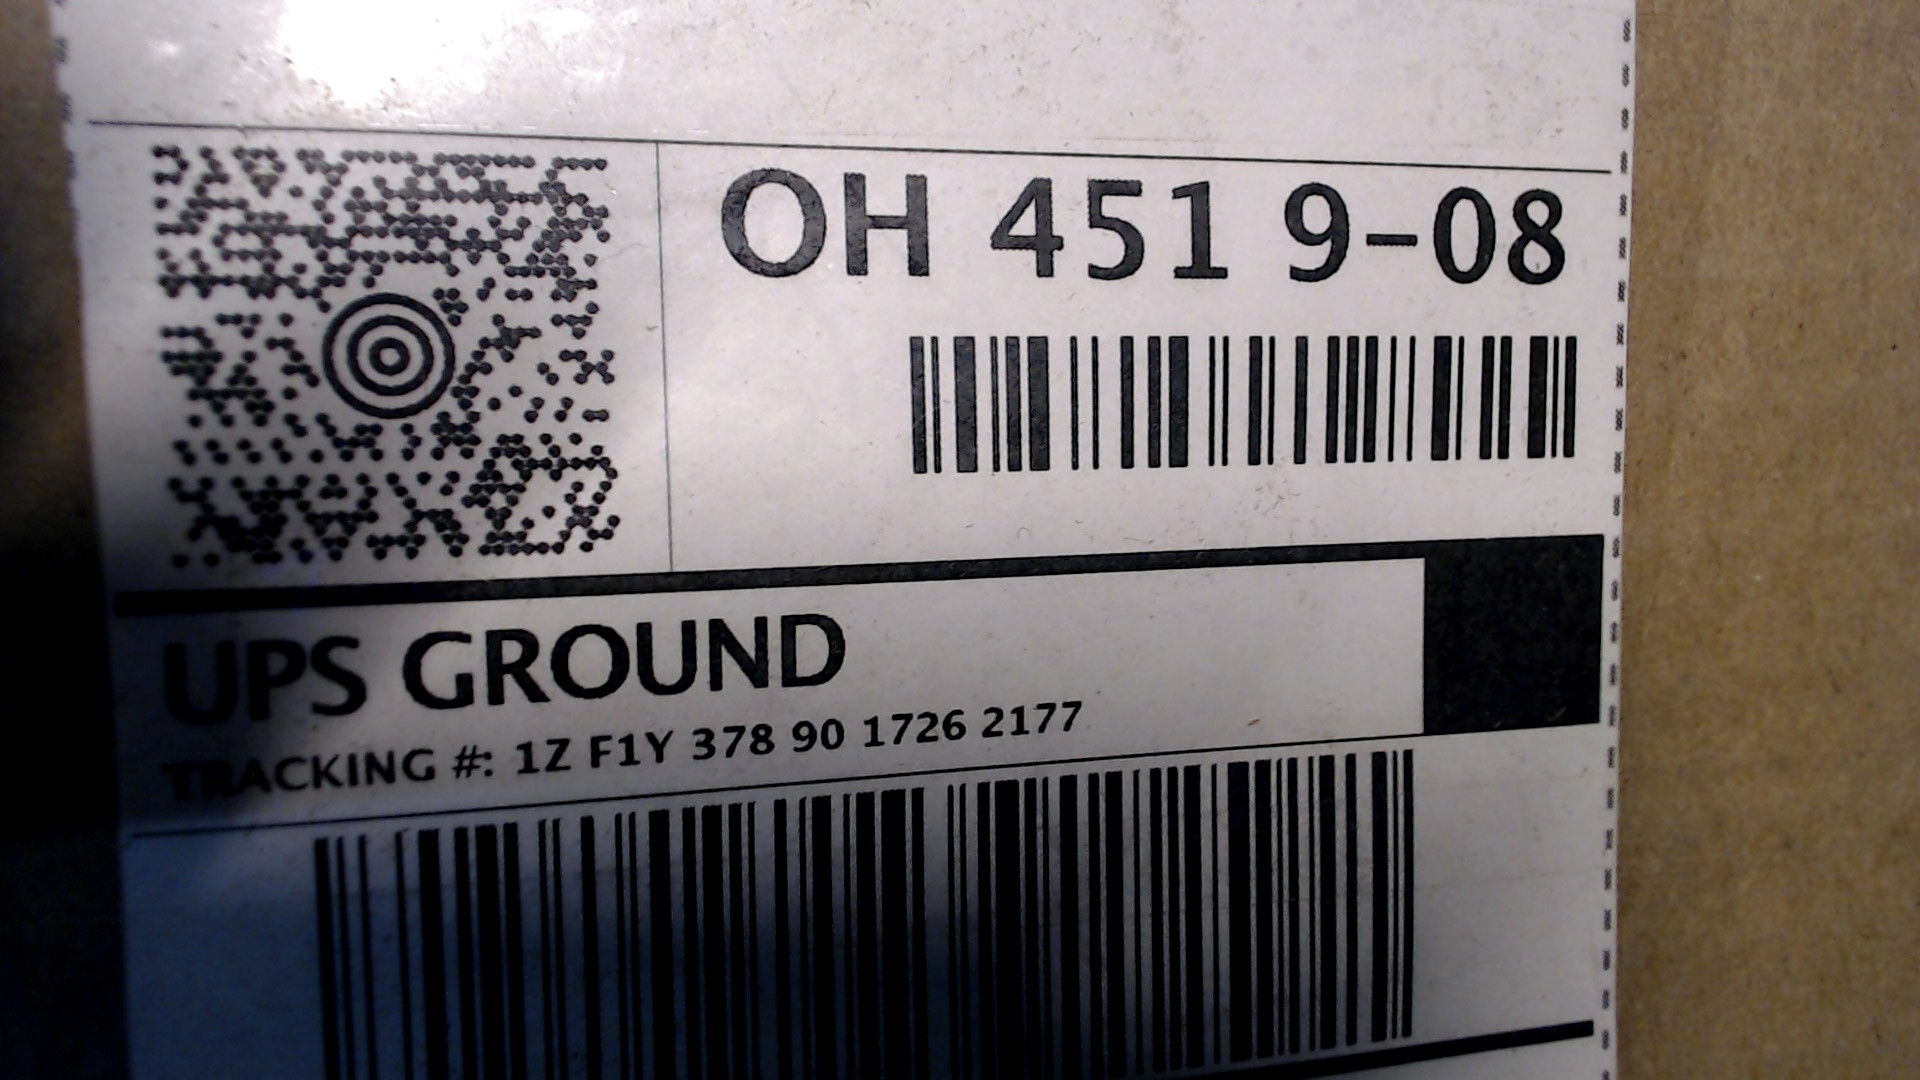 OH 451 9-08
UPS GROUND
TRACKING #: 1Z F1Y 378 90 1726 2177